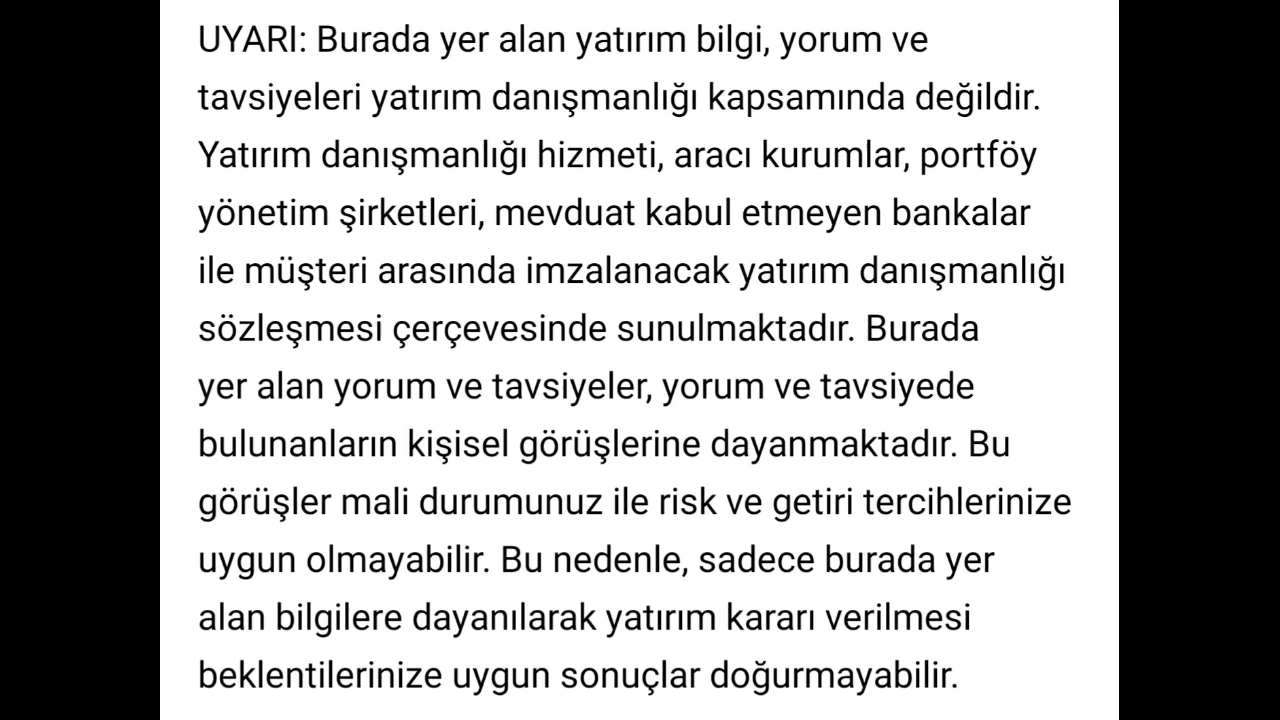 UYARI: Burada yer alan yatırım bilgi, yorum ve
tavsiyeleri yatırım danışmanlığı kapsamında değildir.
Yatırım danışmanlığı hizmeti, aracı kurumlar, portföy
yönetim şirketleri, mevduat kabul etmeyen bankalar
ile müşteri arasında imzalanacak yatırım danışmanlığı
sözleşmesi çerçevesinde sunulmaktadır. Burada
yer alan yorum ve tavsiyeler, yorum ve tavsiyede
bulunanların kişisel görüşlerine dayanmaktadır. Bu
görüşler mali durumunuz ile risk ve getiri tercihlerinize
uygun olmayabilir. Bu nedenle, sadece burada yer
alan bilgilere dayanılarak yatırım kararı verilmesi
beklentilerinize uygun sonuçlar doğurmayabilir.